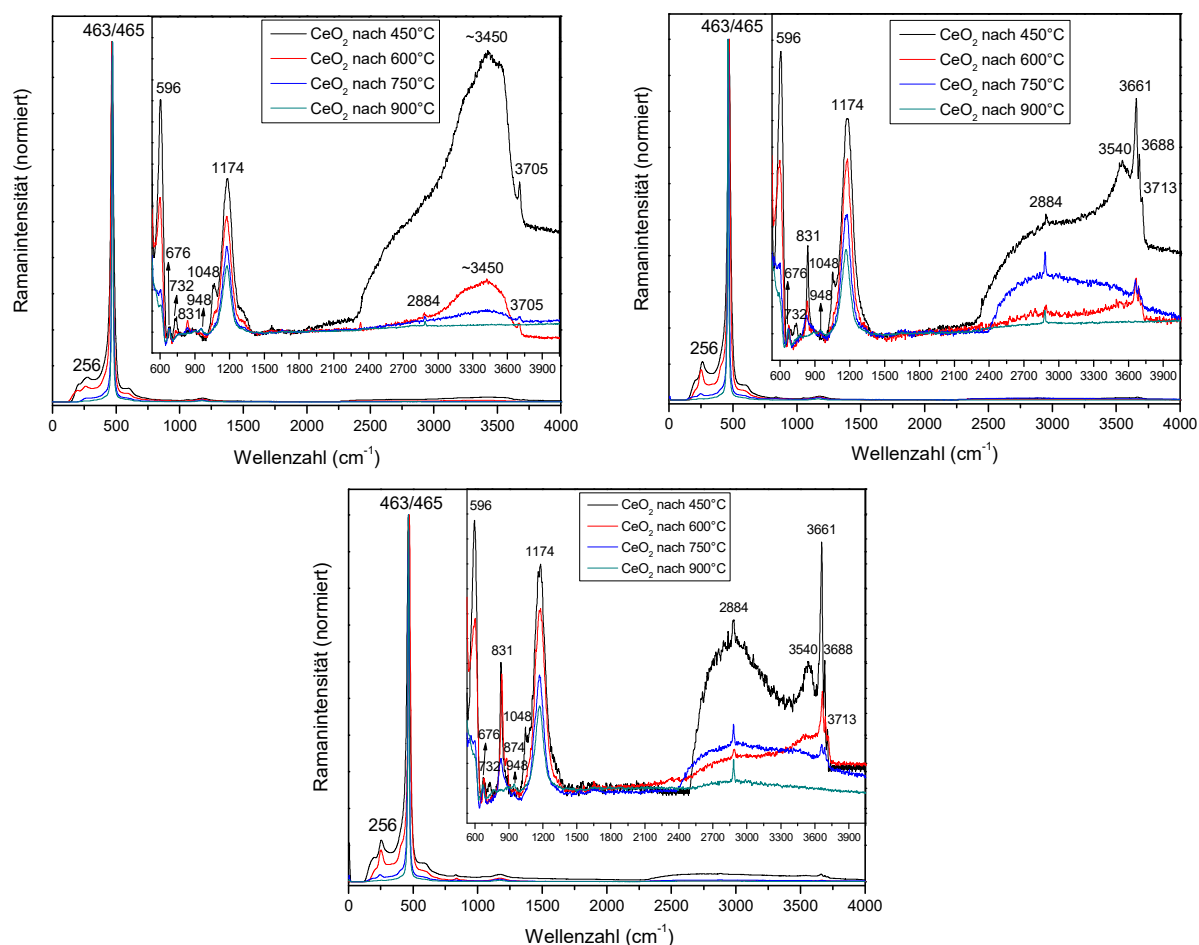 463/465
CeO2 nach 450°C
CeO2 nach 600°C
CeO2 nach 750°C
CeO2 nach 900°C
596
~3450
1174
3705
676
1048
732
948
831
2884
~3450
3705
256
600 900 1200 1500 1800 2100 2400 2700 3000 3300 3600 3900
0 500 1000 1500 2000 2500 3000 3500 4000
Ramanintensität (normiert)
Wellenzahl (cm-1)
463/465
CeO2 nach 450°C
CeO2 nach 600°C
CeO2 nach 750°C
CeO2 nach 900°C
596
3661
1174
3688
3540
3713
2884
831
676
1048
732
948
256
600 900 1200 1500 1800 2100 2400 2700 3000 3300 3600 3900
0 500 1000 1500 2000 2500 3000 3500 4000
Ramanintensität (normiert)
Wellenzahl (cm-1)
463/465
CeO2 nach 450°C
CeO2 nach 600°C
CeO2 nach 750°C
CeO2 nach 900°C
596
3661
1174
2884
831
3540
3688
1048
676
874
732
948
3713
256
600 900 1200 1500 1800 2100 2400 2700 3000 3300 3600 3900
0 500 1000 1500 2000 2500 3000 3500 4000
Ramanintensität (normiert)
Wellenzahl (cm-1)